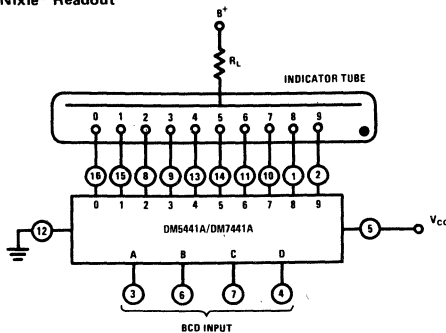 Nixie Readout
B+
RL
INDICATOR TUBE
0 1 2 3 4 5 6 7 8 9
16 15 8 9 13 14 11 10 1 2
0 1 2 3 4 5 6 7 8 9
12 DM5441A/DM7441A 5 VCC
A B C D
3 6 7 4
BCD INPUT